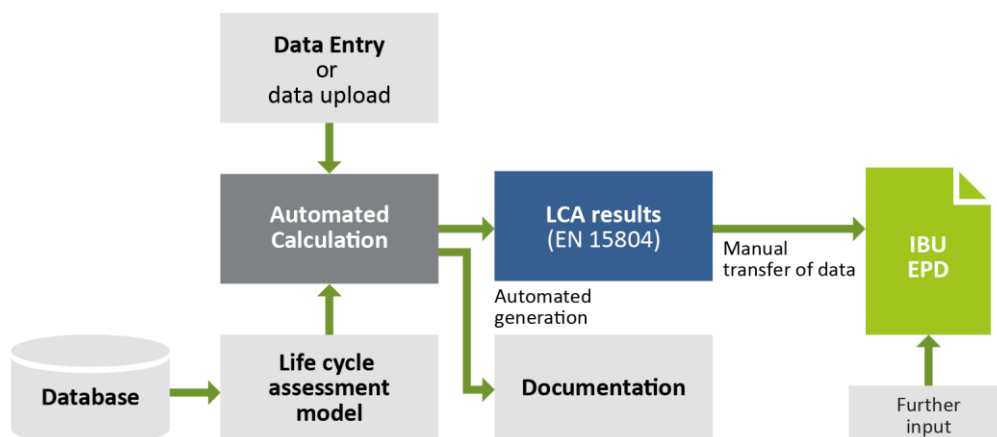 Data Entry
or
data upload
Automated
Calculation
LCA results
(EN 15804)
Manual
transfer of data
IBU
EPD
Automated
generation
Database
Life cycle
assessment
model
Documentation
Further
input